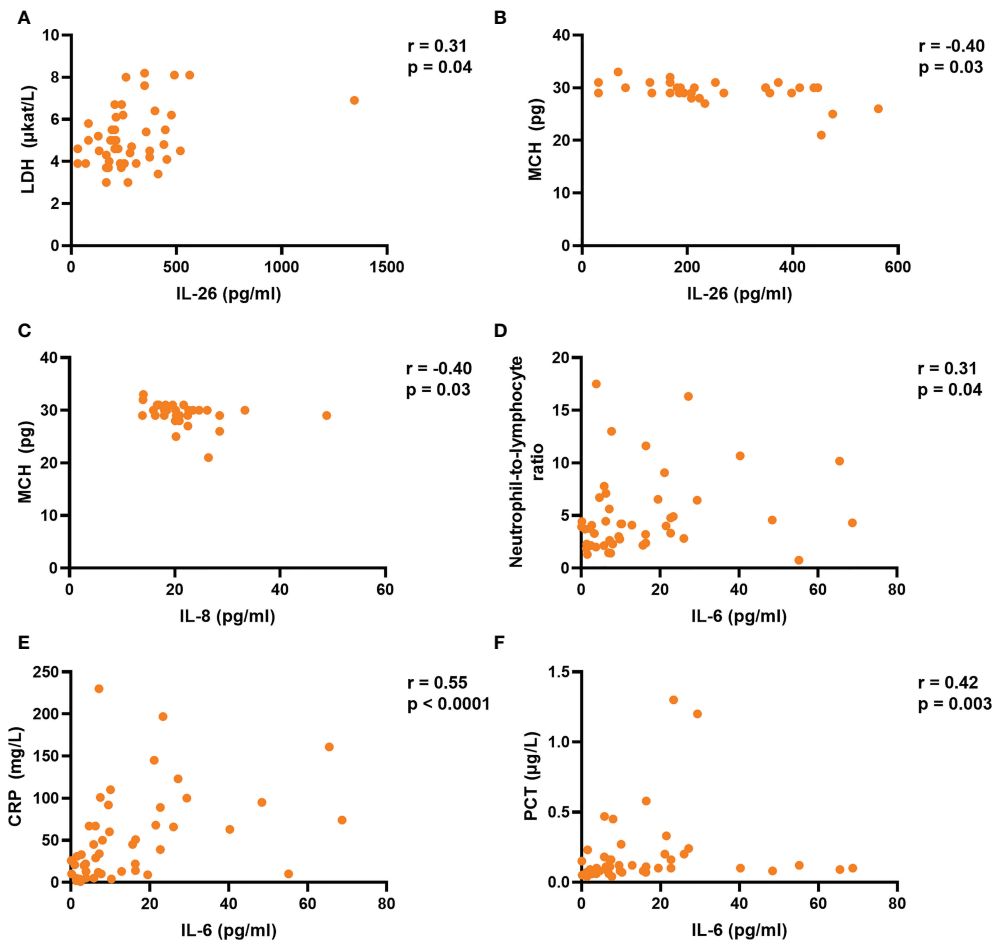 A
r = 0.31
p = 0.04
LDH (µkat/L)
10
8
6
4
2
0
0 500 1000 1500
IL-26 (pg/ml)
B
r = -0.40
p = 0.03
MCH (pg)
40
30
20
10
0
0 200 400 600
IL-26 (pg/ml)
C
r = -0.40
p = 0.03
MCH (pg)
40
30
20
10
0
0 20 40 60
IL-8 (pg/ml)
D
r = 0.31
p = 0.04
Neutrophil-to-lymphocyte
ratio
20
15
10
5
0
0 20 40 60 80
IL-6 (pg/ml)
E
r = 0.55
p < 0.0001
CRP (mg/L)
250
200
150
100
50
0
0 20 40 60 80
IL-6 (pg/ml)
F
r = 0.42
p = 0.003
PCT (µg/L)
1.5
1.0
0.5
0.0
0 20 40 60 80
IL-6 (pg/ml)